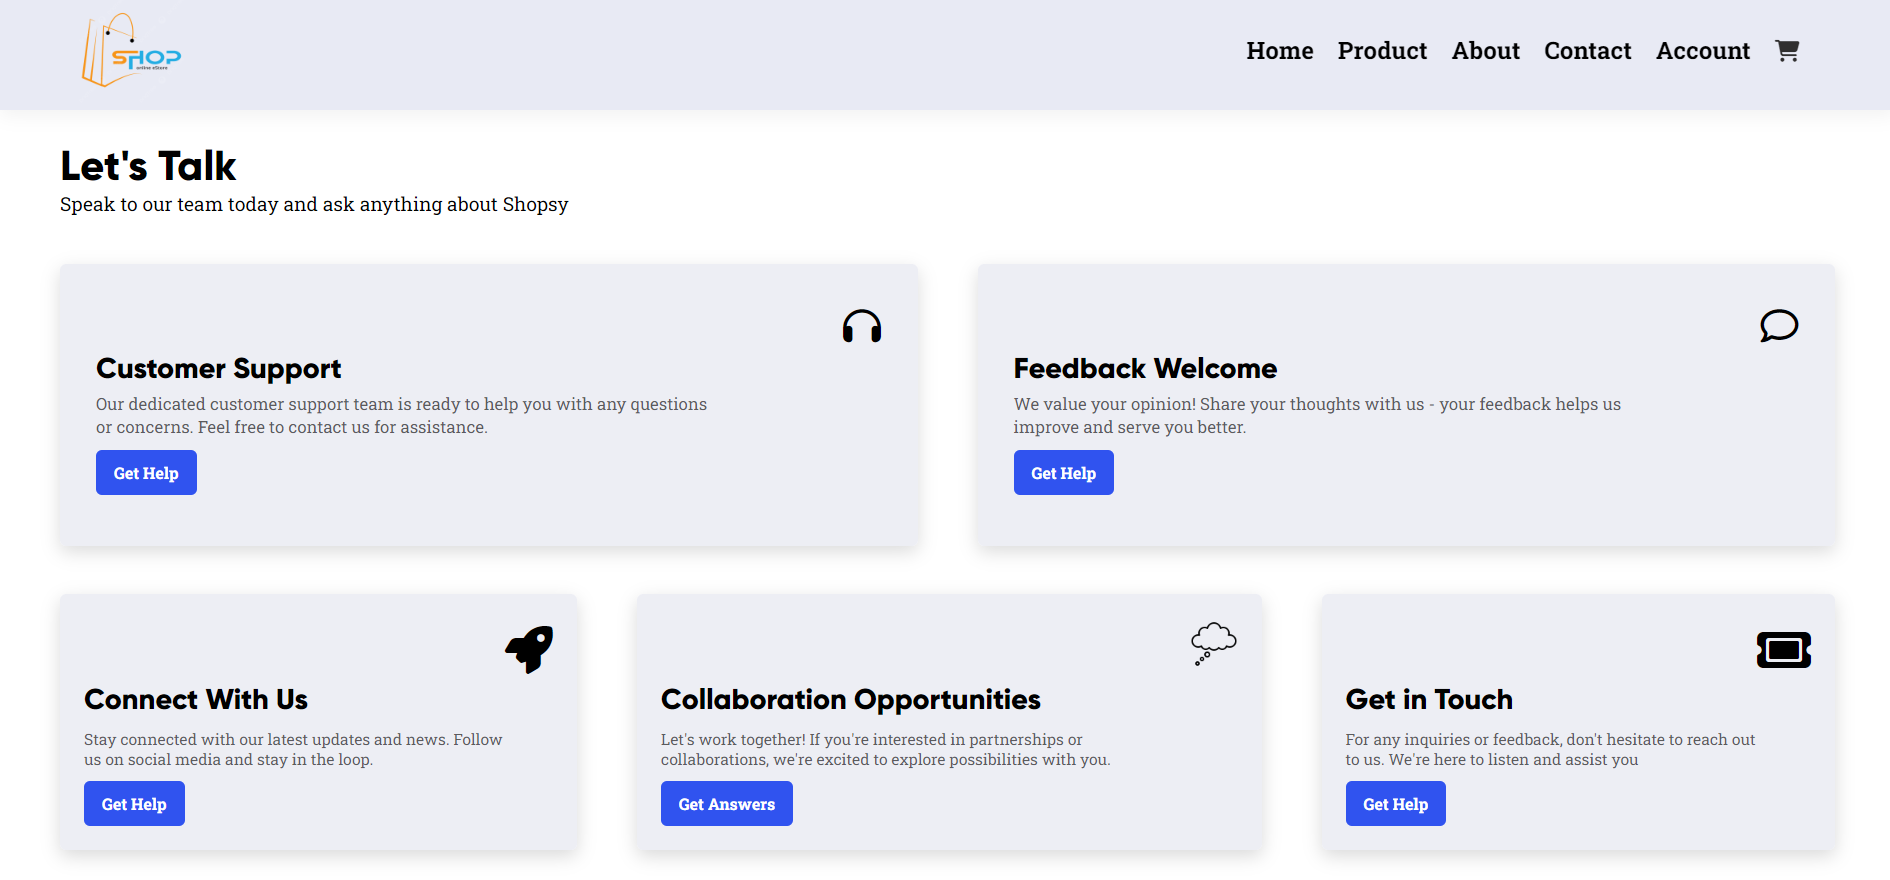 SHOP
online eStore
Home Product About Contact Account
Let's Talk
Speak to our team today and ask anything about Shopsy
Customer Support
Our dedicated customer support team is ready to help you with any questions
or concerns. Feel free to contact us for assistance.
Get Help
Feedback Welcome
We value your opinion! Share your thoughts with us - your feedback helps us
improve and serve you better.
Get Help
Connect With Us
Stay connected with our latest updates and news. Follow
us on social media and stay in the loop.
Get Help
Collaboration Opportunities
Let's work together! If you're interested in partnerships or
collaborations, we're excited to explore possibilities with you.
Get Answers
Get in Touch
For any inquiries or feedback, don't hesitate to reach out
to us. We're here to listen and assist you
Get Help